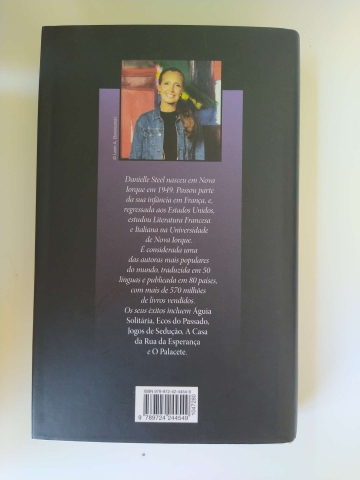 Danielle Steel nasceu em Nova
Iorque em 1949. Passou parte
da sua infância em França, e,
regressada aos Estados Unidos,
estudou Literatura Francesa
e Italiana na Universidade
de Nova Iorque.
É considerada uma
das autoras mais populares
do mundo, traduzida em 50
línguas e publicada em 80 países,
com mais de 570 milhões
de livros vendidos.
Os seus êxitos incluem Águia
Solitária, Ecos do Passado,
Jogos de Sedução, A Casa
da Rua da Esperança
e O Palacete.